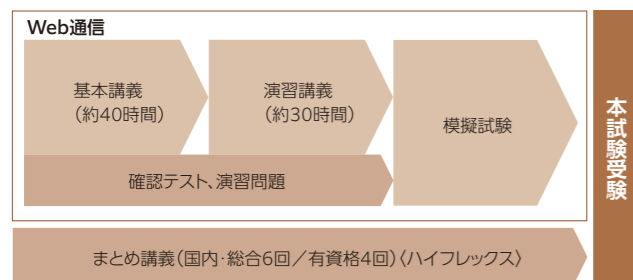 Web通信
基本講義
（約40時間）
演習講義
（約30時間）
模擬試験
確認テスト、演習問題
本試験受験
まとめ講義（国内・総合6回／有資格4回）〈ハイフレックス〉